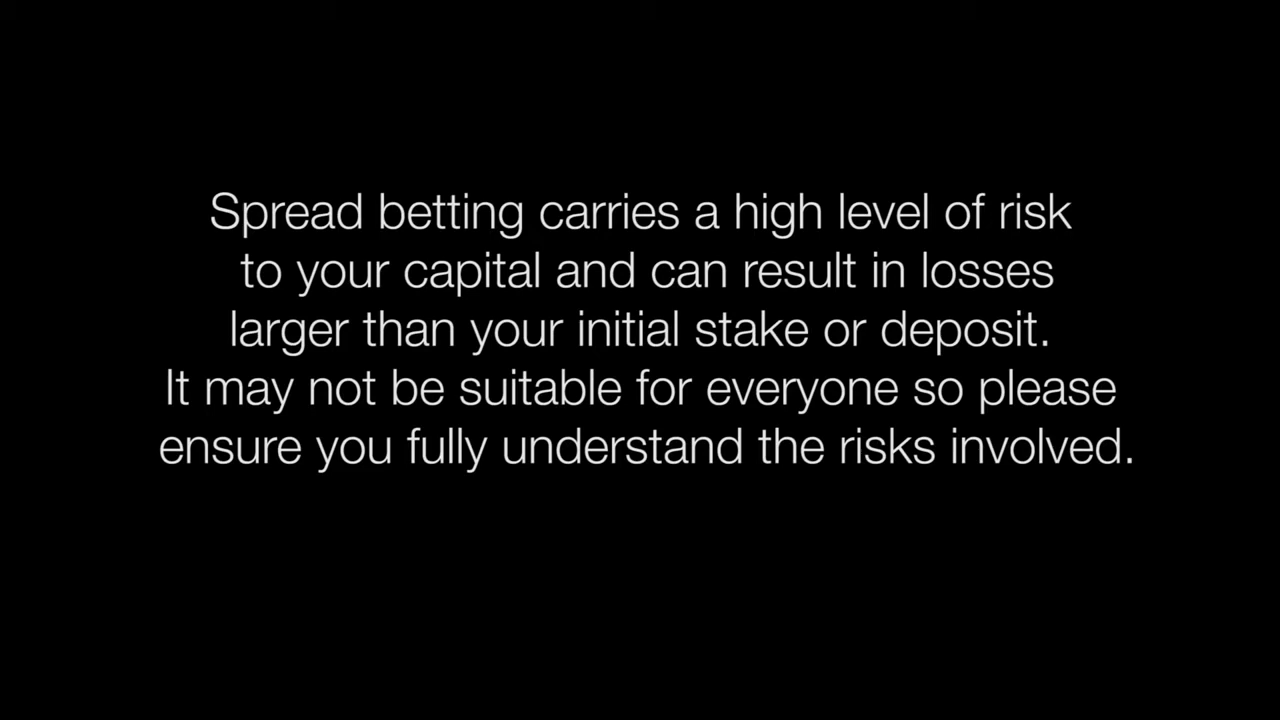 Spread betting carries a high level of risk
to your capital and can result in losses
larger than your initial stake or deposit.
It may not be suitable for everyone so please
ensure you fully understand the risks involved.